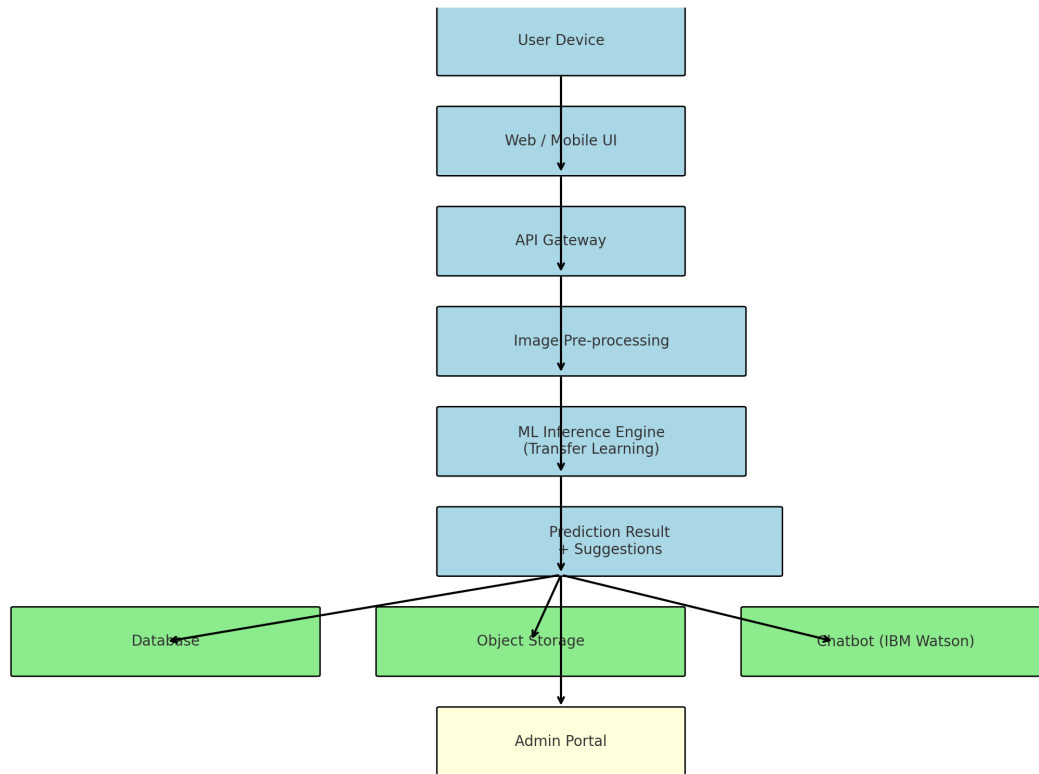 User Device
Web / Mobile UI
API Gateway
Image Pre-processing
ML Inference Engine
(Transfer Learning)
Prediction Result
+ Suggestions
Database
Object Storage
Chatbot (IBM Watson)
Admin Portal